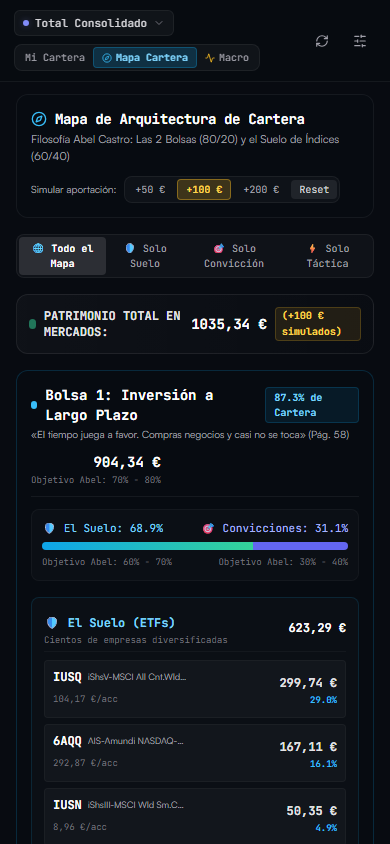 Total Consolidado
Mi Cartera Mapa Cartera Macro
Mapa de Arquitectura de Cartera
Filosofía Abel Castro: Las 2 Bolsas (80/20) y el Suelo de Índices
(60/40)
Simular aportación: +50 € +100 € +200 € Reset
Todo el Mapa
Solo Suelo
Solo Convicción
Solo Táctica
PATRIMONIO TOTAL EN MERCADOS:
1035,34 €
(+100 € simulados)
Bolsa 1: Inversión a
Largo Plazo
87.3% de
Cartera
«El tiempo juega a favor. Compras negocios y casi no se toca» (Pág. 58)
904,34 €
Objetivo Abel: 70% - 80%
El Suelo: 68.9% Convicciones: 31.1%
Objetivo Abel: 60% - 70% Objetivo Abel: 30% - 40%
El Suelo (ETFs) 623,29 €
Cientos de empresas diversificadas
IUSQ iShsV-MSCI All Cnt.Wld… 299,74 €
104,17 €/acc 29.0%
6AQQ AIS-Amundi NASDAQ-… 167,11 €
292,87 €/acc 16.1%
IUSN iShsIII-MSCI Wld Sm.C… 50,35 €
8,96 €/acc 4.9%